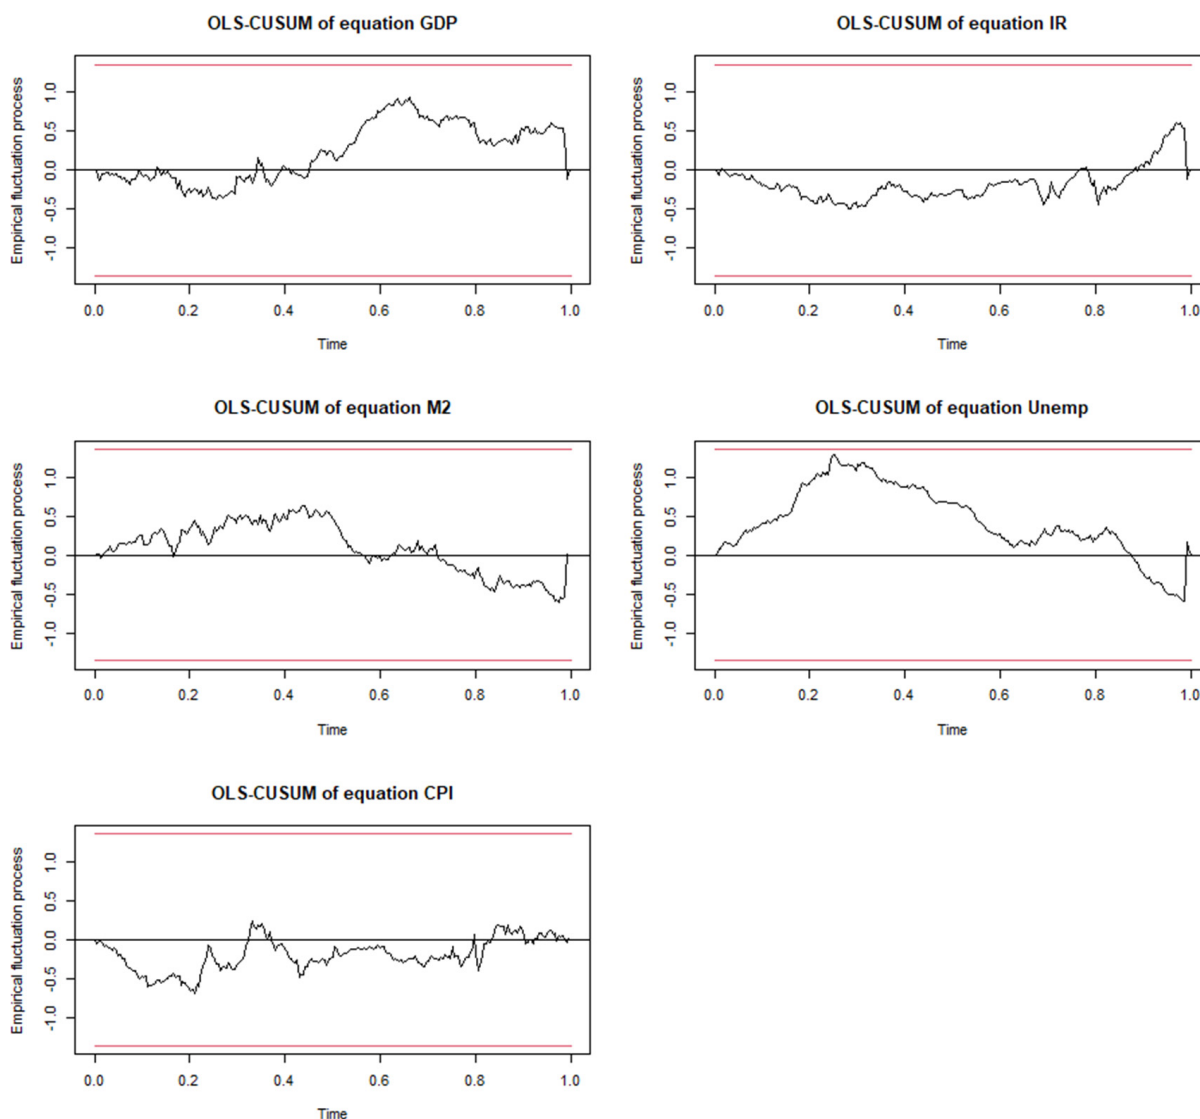 OLS-CUSUM of equation GDP
Empirical fluctuation process
1.0
0.5
0.0
-0.5
-1.0
0.0 0.2 0.4 0.6 0.8 1.0
Time
OLS-CUSUM of equation IR
Empirical fluctuation process
1.0
0.5
0.0
-0.5
-1.0
0.0 0.2 0.4 0.6 0.8 1.0
Time
OLS-CUSUM of equation M2
Empirical fluctuation process
1.0
0.5
0.0
-0.5
-1.0
0.0 0.2 0.4 0.6 0.8 1.0
Time
OLS-CUSUM of equation Unemp
Empirical fluctuation process
1.0
0.5
0.0
-0.5
-1.0
0.0 0.2 0.4 0.6 0.8 1.0
Time
OLS-CUSUM of equation CPI
Empirical fluctuation process
1.0
0.5
0.0
-0.5
-1.0
0.0 0.2 0.4 0.6 0.8 1.0
Time